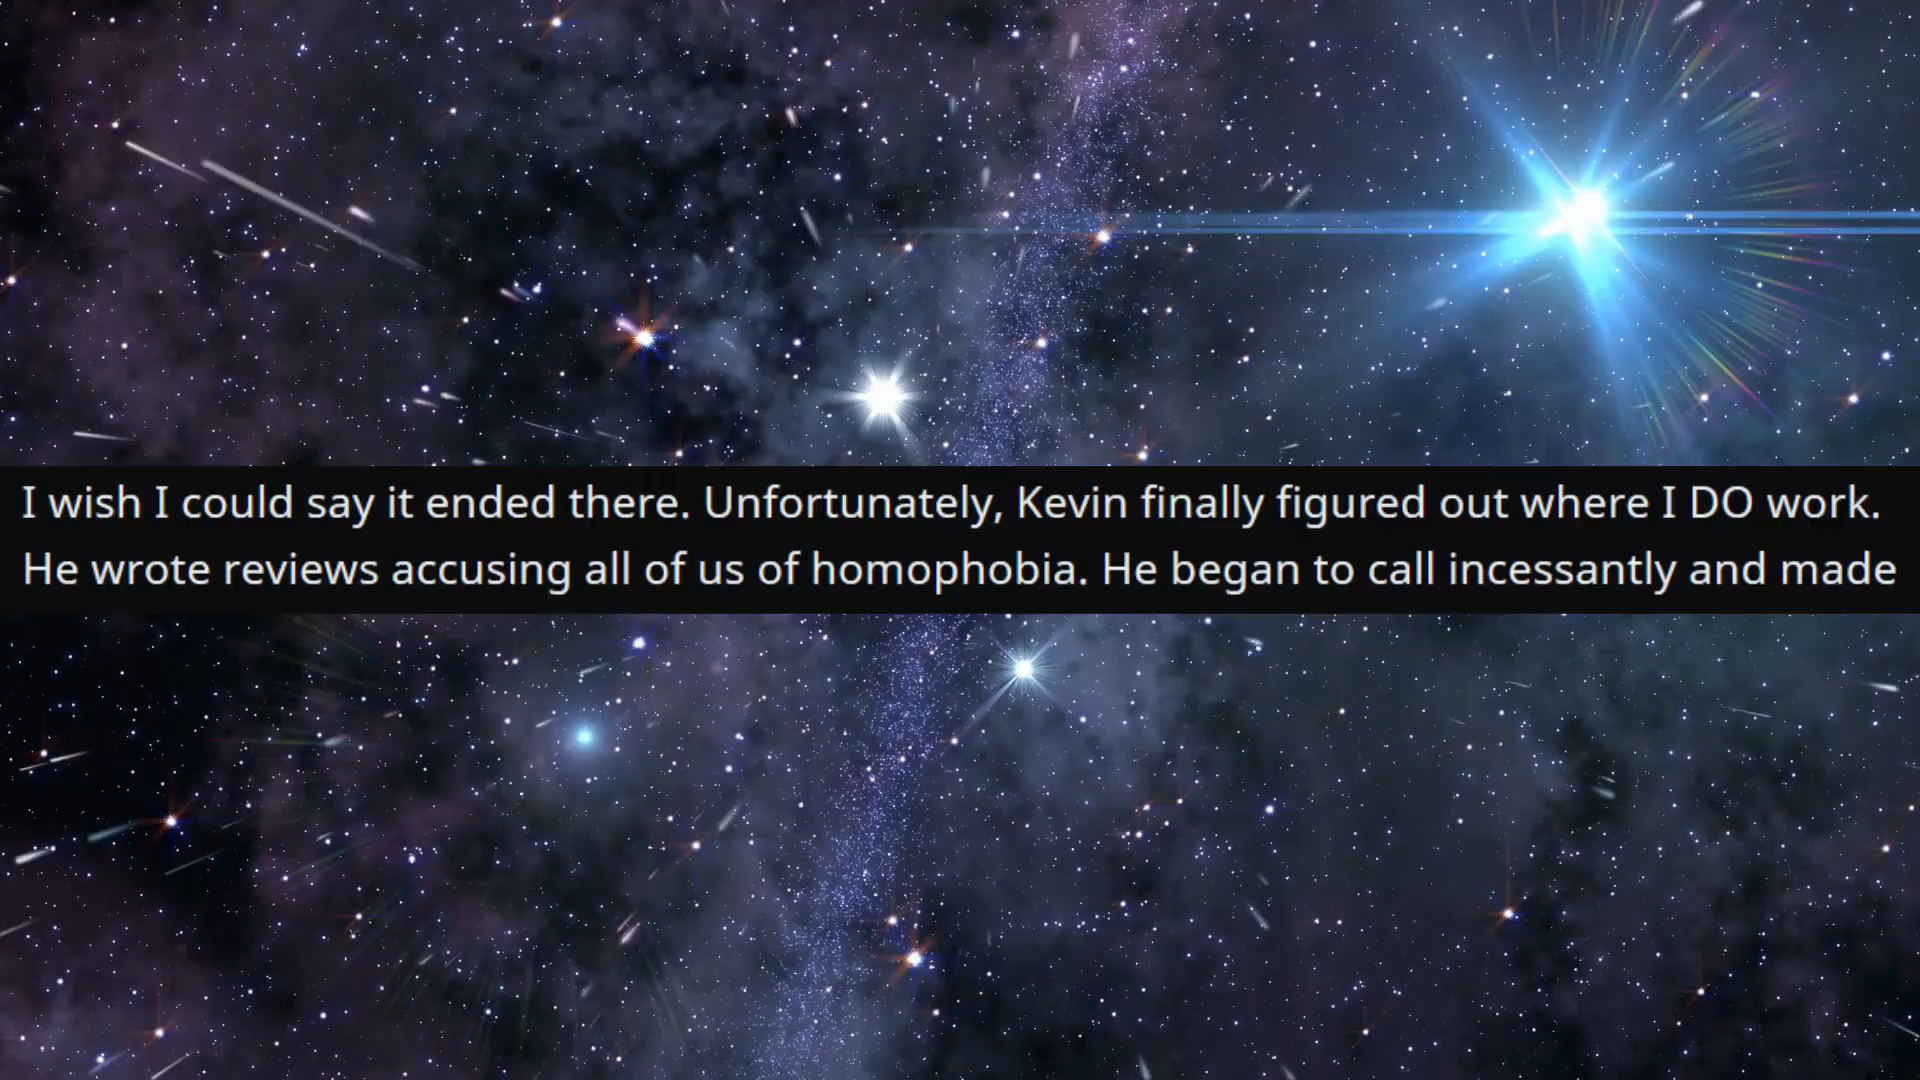 I wish I could say it ended there. Unfortunately, Kevin finally figured out where I DO work.
He wrote reviews accusing all of us of homophobia. He began to call incessantly and made